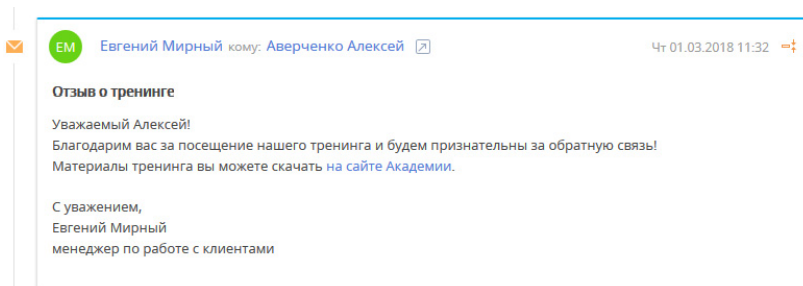 ЕМ Евгений Мирный кому: Аверченко Алексей Чт 01.03.2018 11:32
Отзыв о тренинге
Уважаемый Алексей!
Благодарим вас за посещение нашего тренинга и будем признательны за обратную связь!
Материалы тренинга вы можете скачать на сайте Академии.
С уважением,
Евгений Мирный
менеджер по работе с клиентами